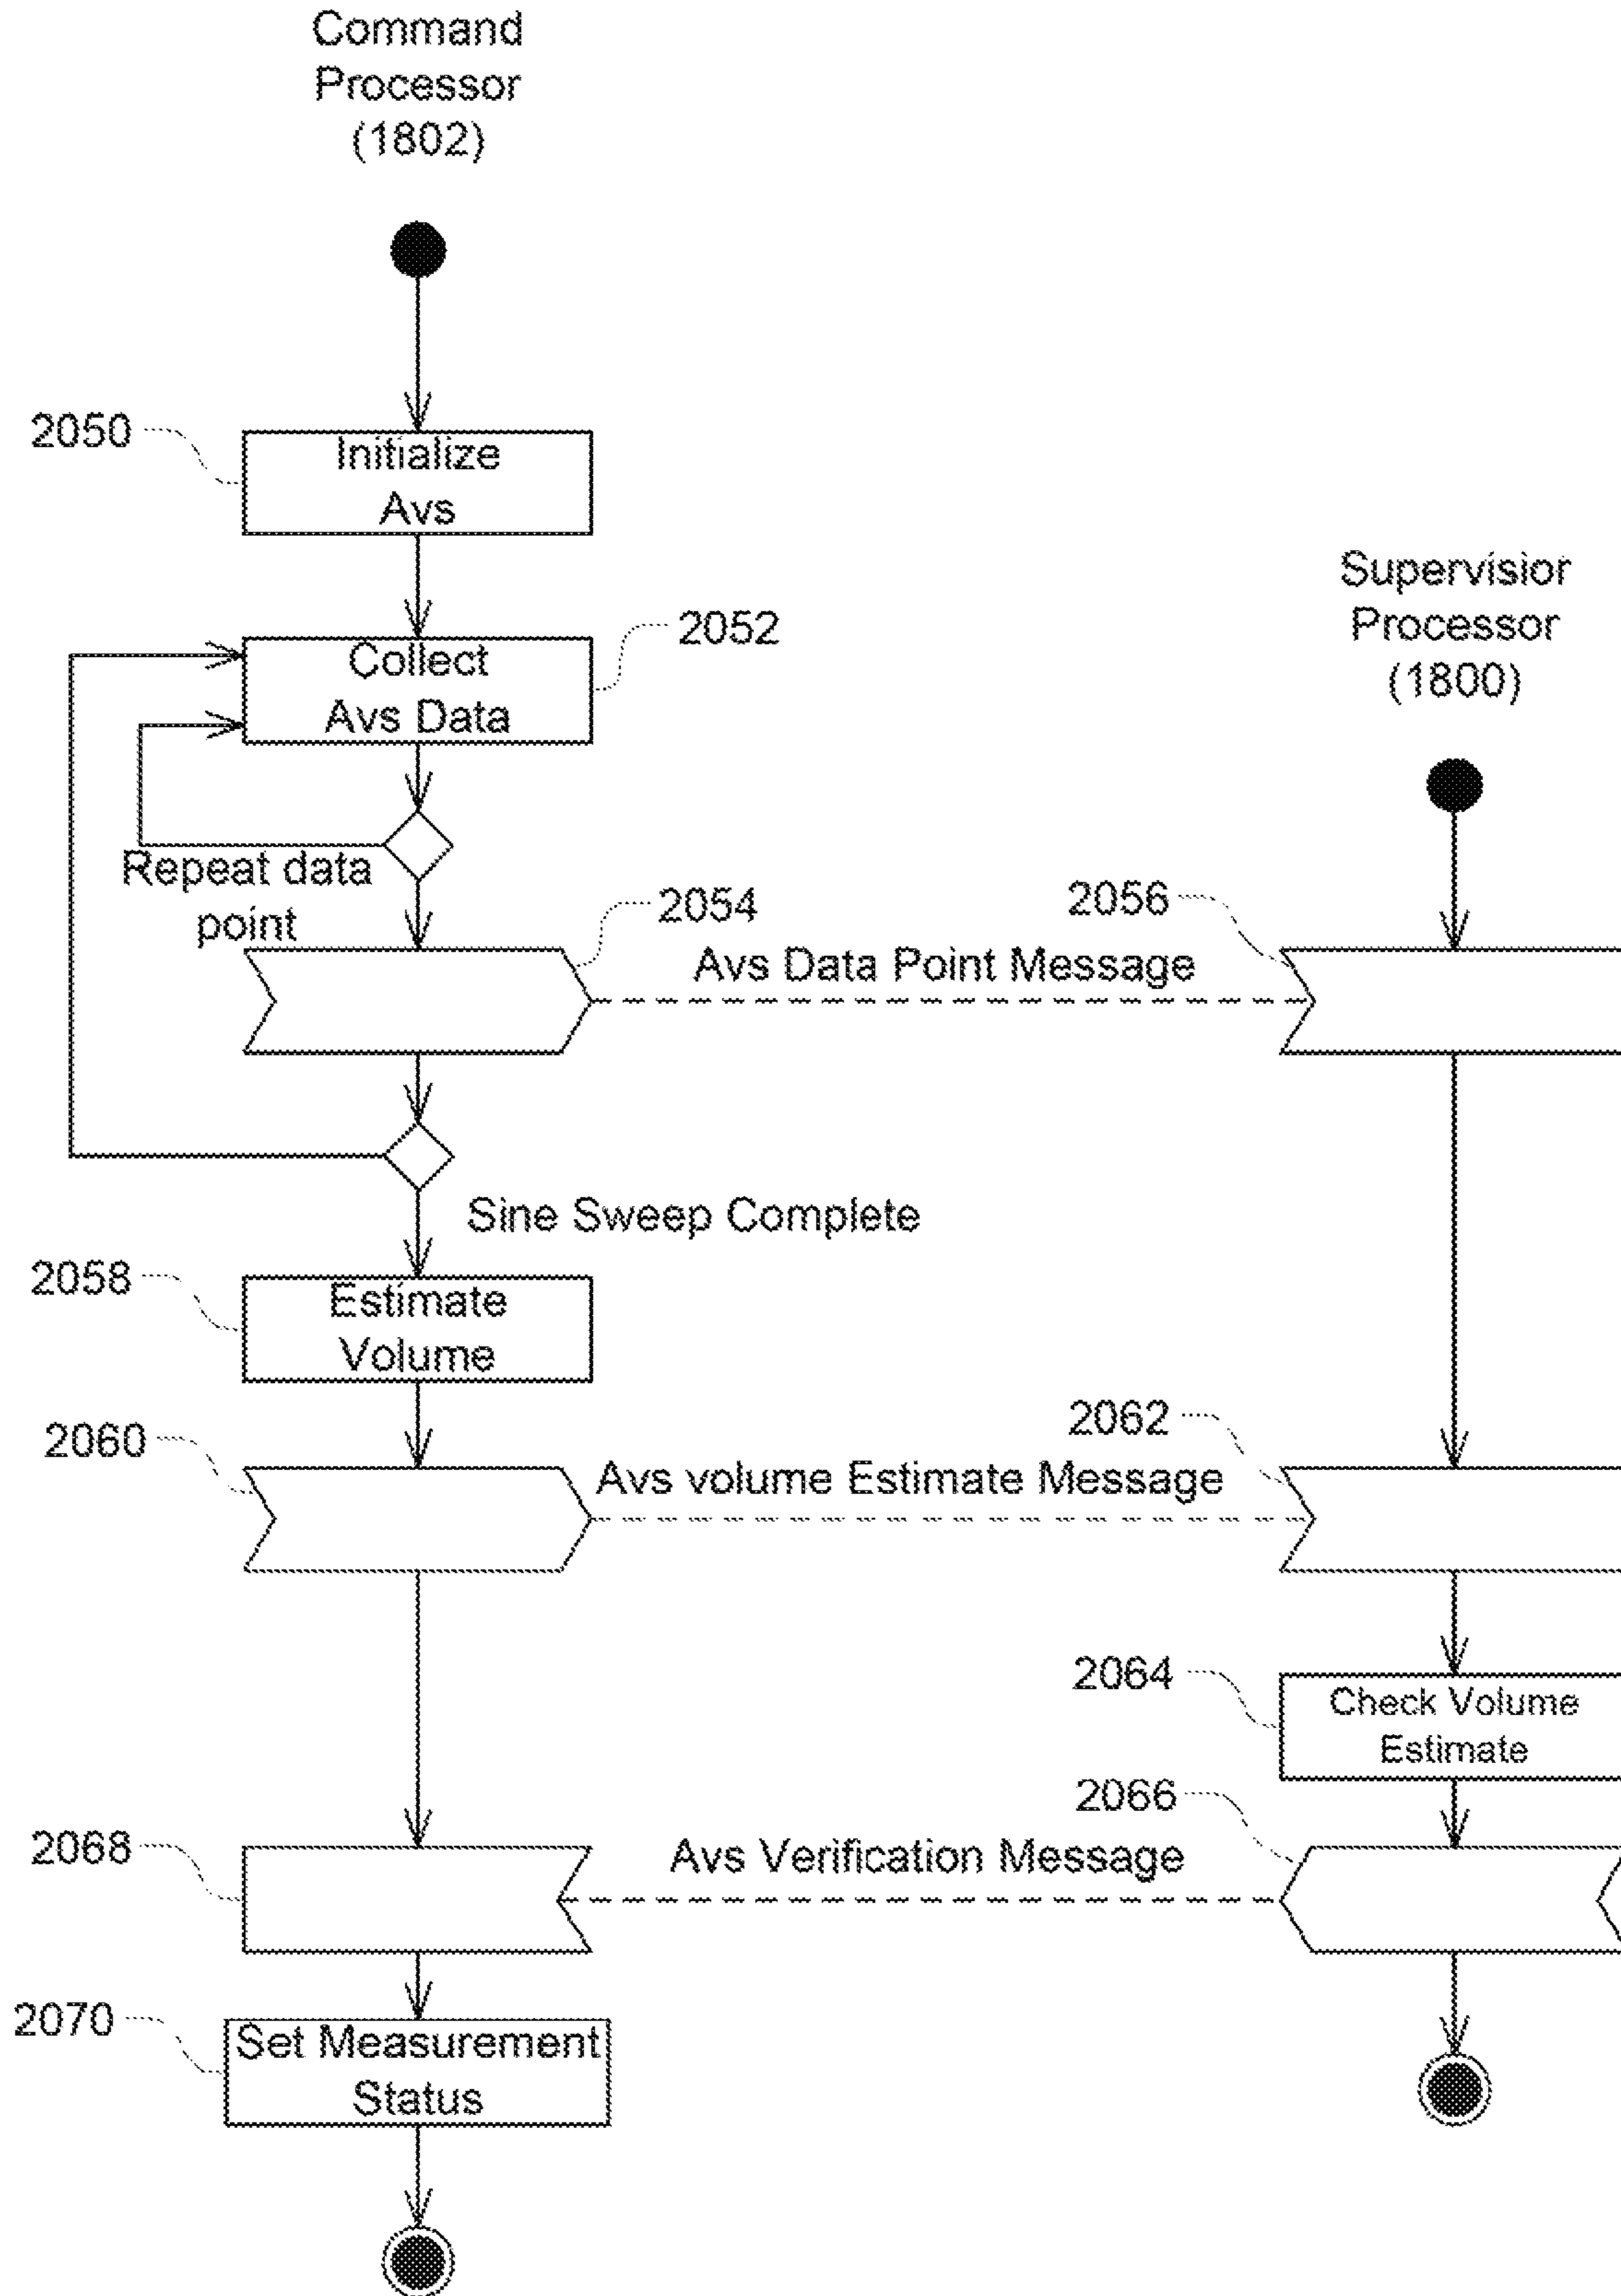 Command
Processor
(1802)
2050
Initialize
Avs
Supervisior
Processor
(1800)
2052
Collect
Avs Data
Repeat data
point
2054
2056
Avs Data Point Message
Sine Sweep Complete
2058
Estimate
Volume
2060
2062
Avs volume Estimate Message
2064
Check Volume
Estimate
2066
2068
Avs Verification Message
2070
Set Measurement
Status